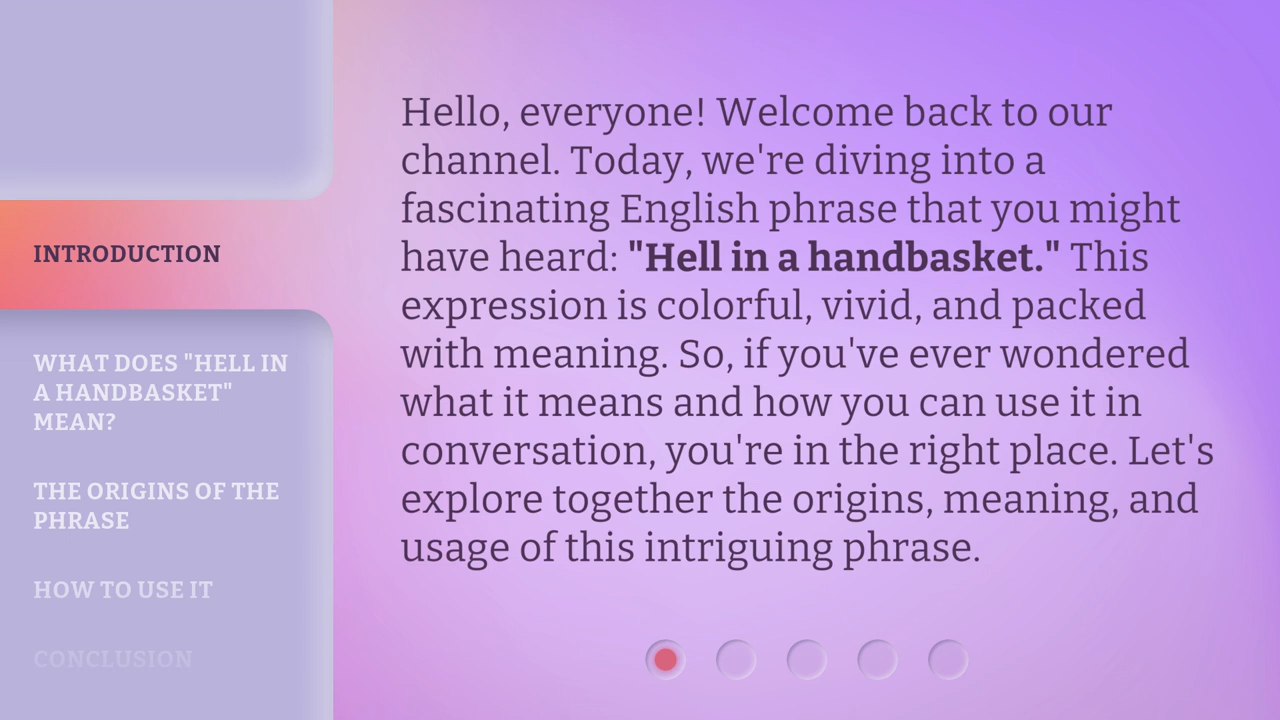 INTRODUCTION
WHAT DOES "HELL IN
A HANDBASKET"
MEAN?
THE ORIGINS OF THE
PHRASE
HOW TO USE IT
CONCLUSION
Hello, everyone! Welcome back to our
channel. Today, we're diving into a
fascinating English phrase that you might
have heard: "Hell in a handbasket." This
expression is colorful, vivid, and packed
with meaning. So, if you've ever wondered
what it means and how you can use it in
conversation, you're in the right place. Let's
explore together the origins, meaning, and
usage of this intriguing phrase.